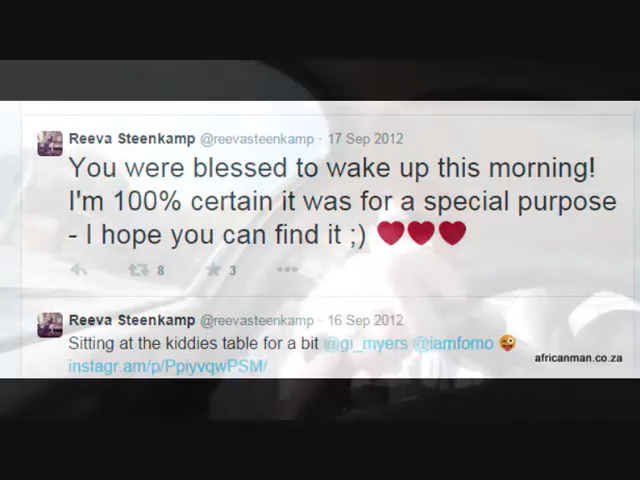 Reeva Steenkamp @reevasteenkamp · 17 Sep 2012
You were blessed to wake up this morning!
I'm 100% certain it was for a special purpose
- I hope you can find it ;) ❤❤❤
8 3
Reeva Steenkamp @reevasteenkamp · 16 Sep 2012
Sitting at the kiddies table for a bit @gi_myers @iamfomo 😜
instagr.am/p/PpiyvqwPSM/
africanman.co.za